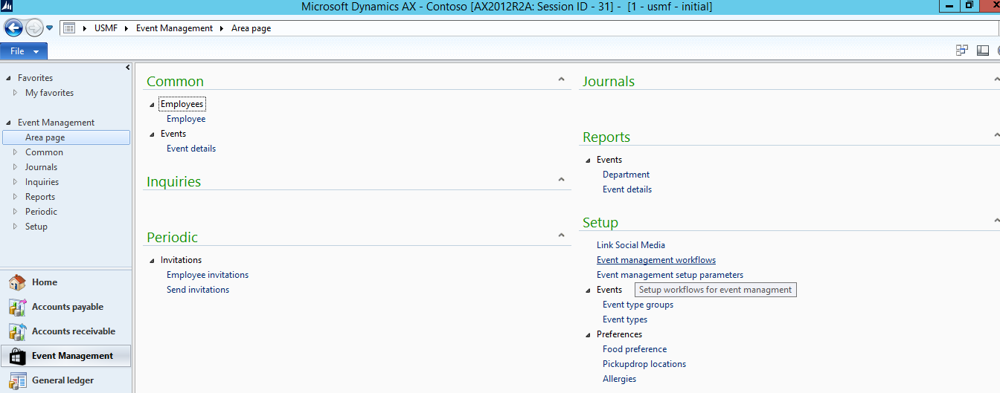 Microsoft Dynamics AX - Contoso [AX2012R2A: Session ID - 31] - [1 - usmf - initial]
USMF Event Management Area page
File
Favorites
My favorites
Event Management
Area page
Common
Journals
Inquiries
Reports
Periodic
Setup
Home
Accounts payable
Accounts receivable
Event Management
General ledger
Common
Employees
Employee
Events
Event details
Inquiries
Periodic
Invitations
Employee invitations
Send invitations
Journals
Reports
Events
Department
Event details
Setup
Link Social Media
Event management workflows
Event management setup parameters
Events
Setup workflows for event managment
Event type groups
Event types
Preferences
Food preference
Pickupdrop locations
Allergies